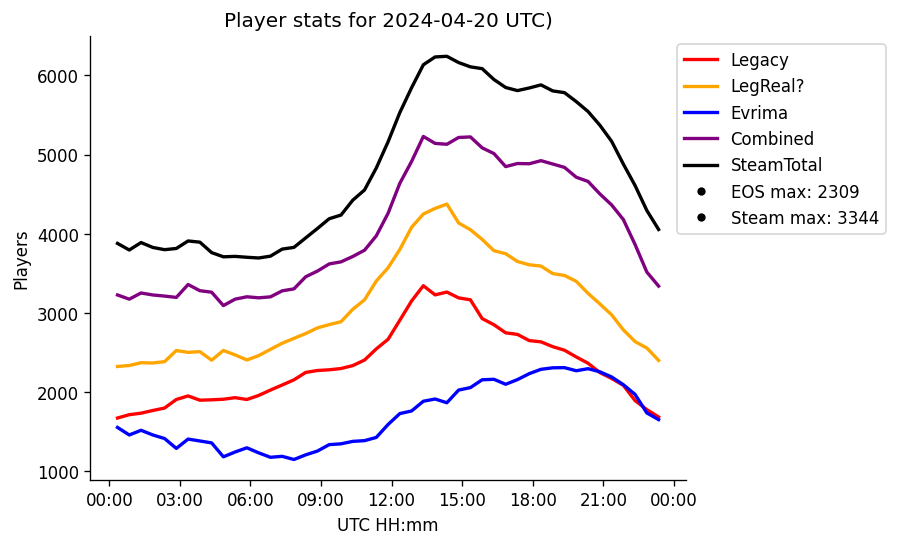 Player stats for 2024-04-20 UTC)
Legacy
LegReal?
Evrima
Combined
SteamTotal
EOS max: 2309
Steam max: 3344
Players
6000
5000
4000
3000
2000
1000
00:00 03:00 06:00 09:00 12:00 15:00 18:00 21:00 00:00
UTC HH:mm